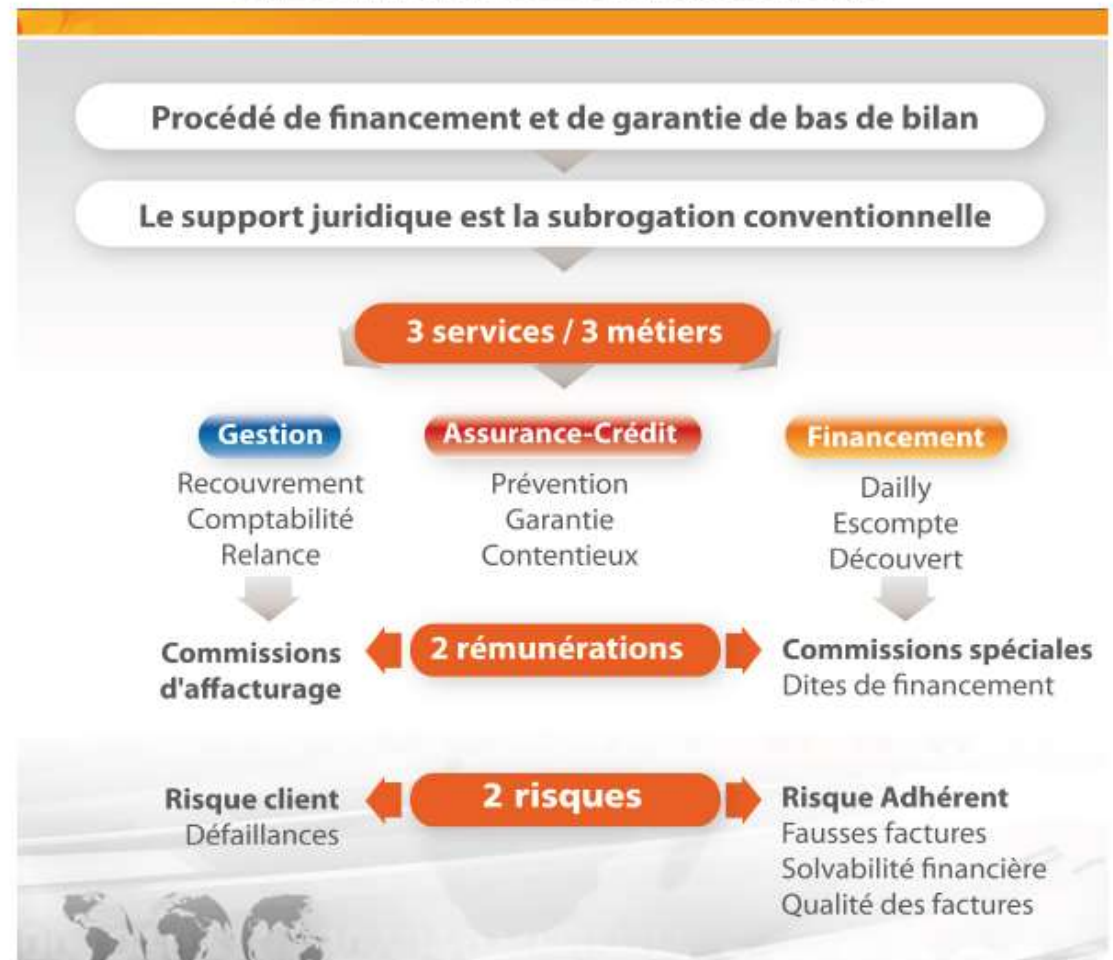 Procédé de financement et de garantie de bas de bilan
Le support juridique est la subrogation conventionnelle
3 services / 3 métiers
Gestion
Recouvrement
Comptabilité
Relance
Assurance-Crédit
Prévention
Garantie
Contentieux
Financement
Dailly
Escompte
Découvert
Commissions
d'affacturage
2 rémunérations
Commissions spéciales
Dites de financement
Risque client
Défaillances
2 risques
Risque Adhérent
Fausses factures
Solvabilité financière
Qualité des factures